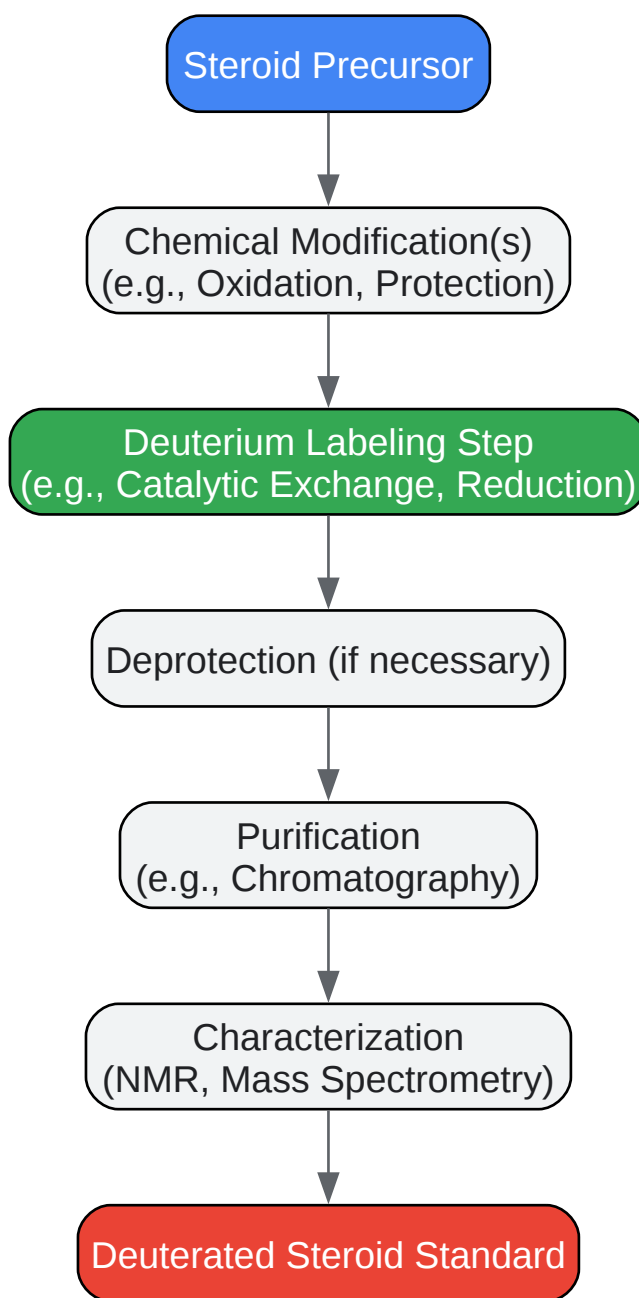 Steroid Precursor
Chemical Modification(s)
(e.g., Oxidation, Protection)
Deuterium Labeling Step
(e.g., Catalytic Exchange, Reduction)
Deprotection (if necessary)
Purification
(e.g., Chromatography)
Characterization
(NMR, Mass Spectrometry)
Deuterated Steroid Standard